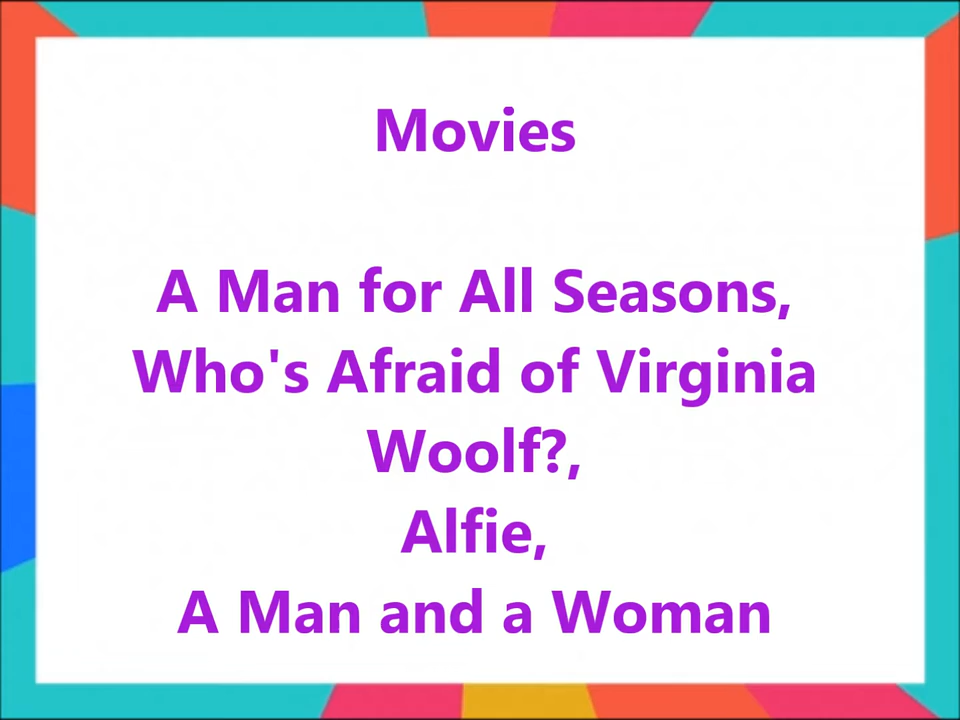 Movies
A Man for All Seasons,
Who's Afraid of Virginia
Woolf?,
Alfie,
A Man and a Woman